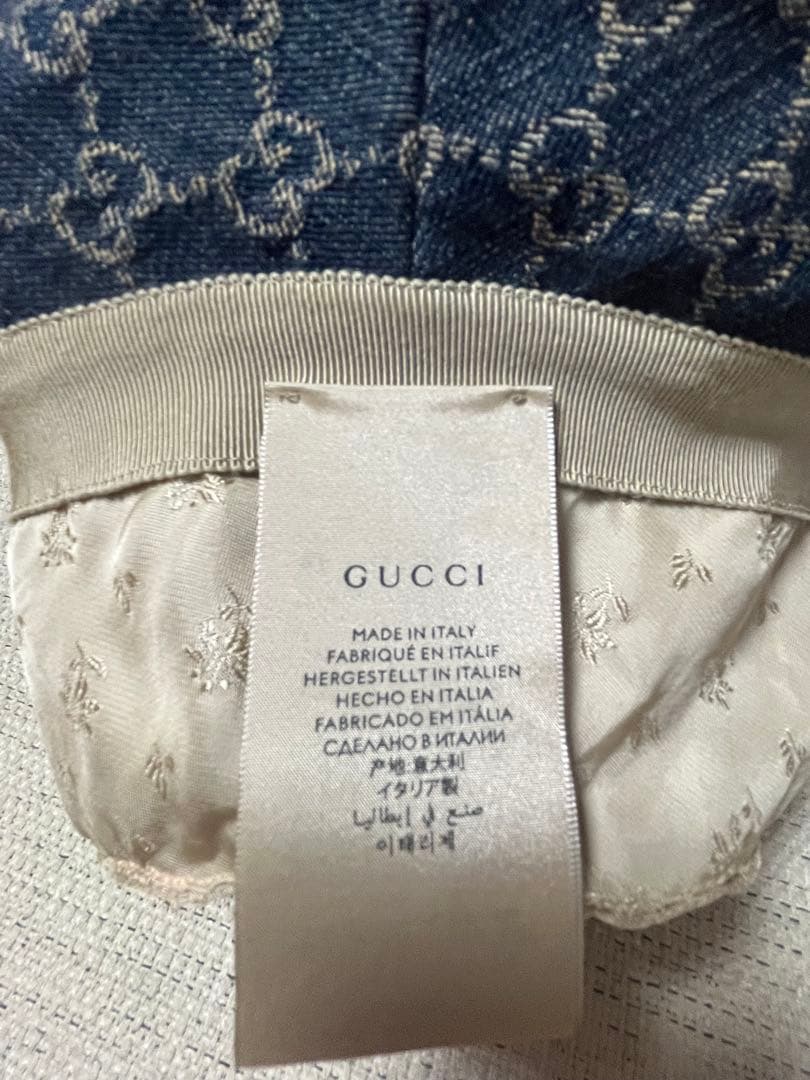 GUCCI
MADE IN ITALY
FABRIQUÉ EN ITALIE
HERGESTELLT IN ITALIEN
HECHO EN ITALIA
FABRICADO EM ITÁLIA
СДЕЛАНО В ИТАЛИИ
产地:意大利
イタリア製
صنع في إيطاليا
이태리제